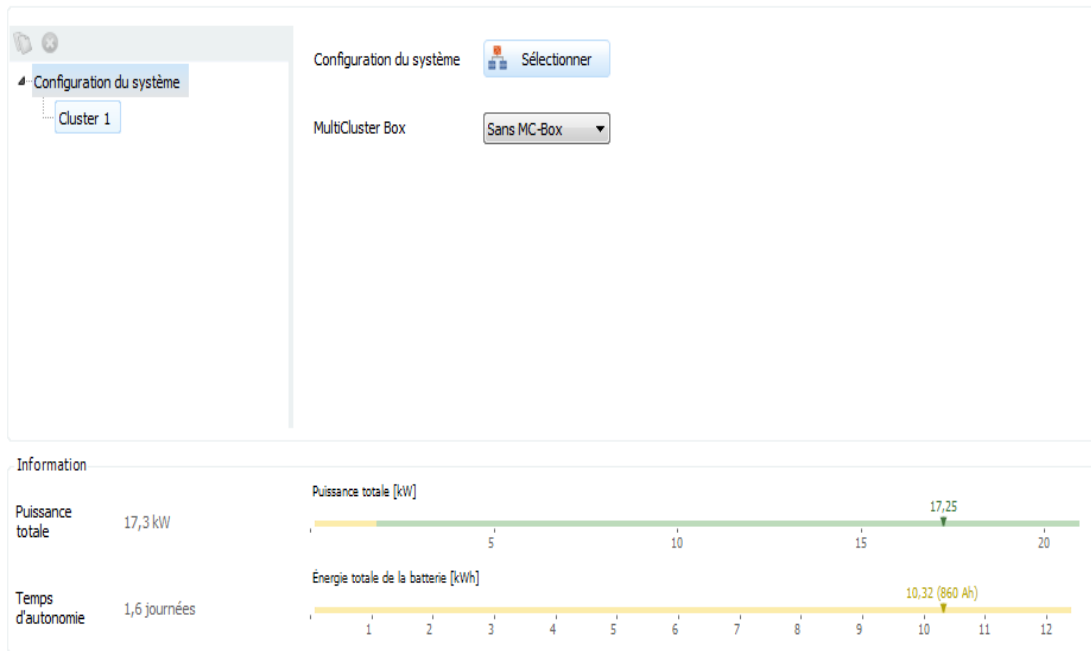 Configuration du système
Cluster 1
Configuration du système Sélectionner
MultiCluster Box Sans MC-Box
Information
Puissance totale [kW]
Puissance
totale
17,3 kW
17,25
5 10 15 20
Énergie totale de la batterie [kWh]
Temps
d'autonomie
1,6 journées
10,32 (860 Ah)
1 2 3 4 5 6 7 8 9 10 11 12